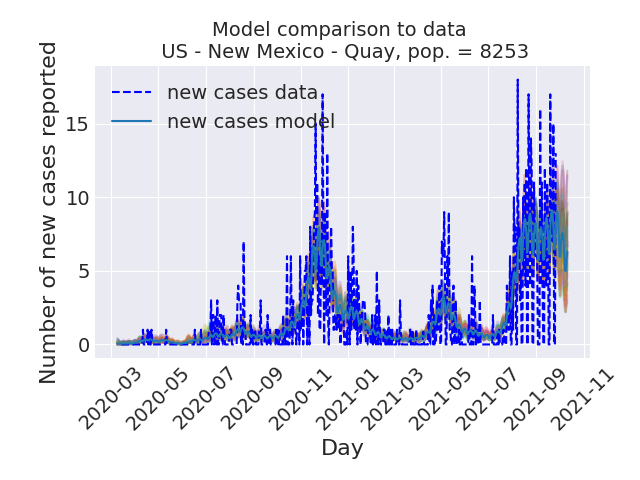 Model comparison to data
US - New Mexico - Quay, pop. = 8253
Number of new cases reported
new cases data
new cases model
15
10
5
0
2020-03
2020-05
2020-07
2020-09
2020-11
2021-01
2021-03
2021-05
2021-07
2021-09
2021-11
Day